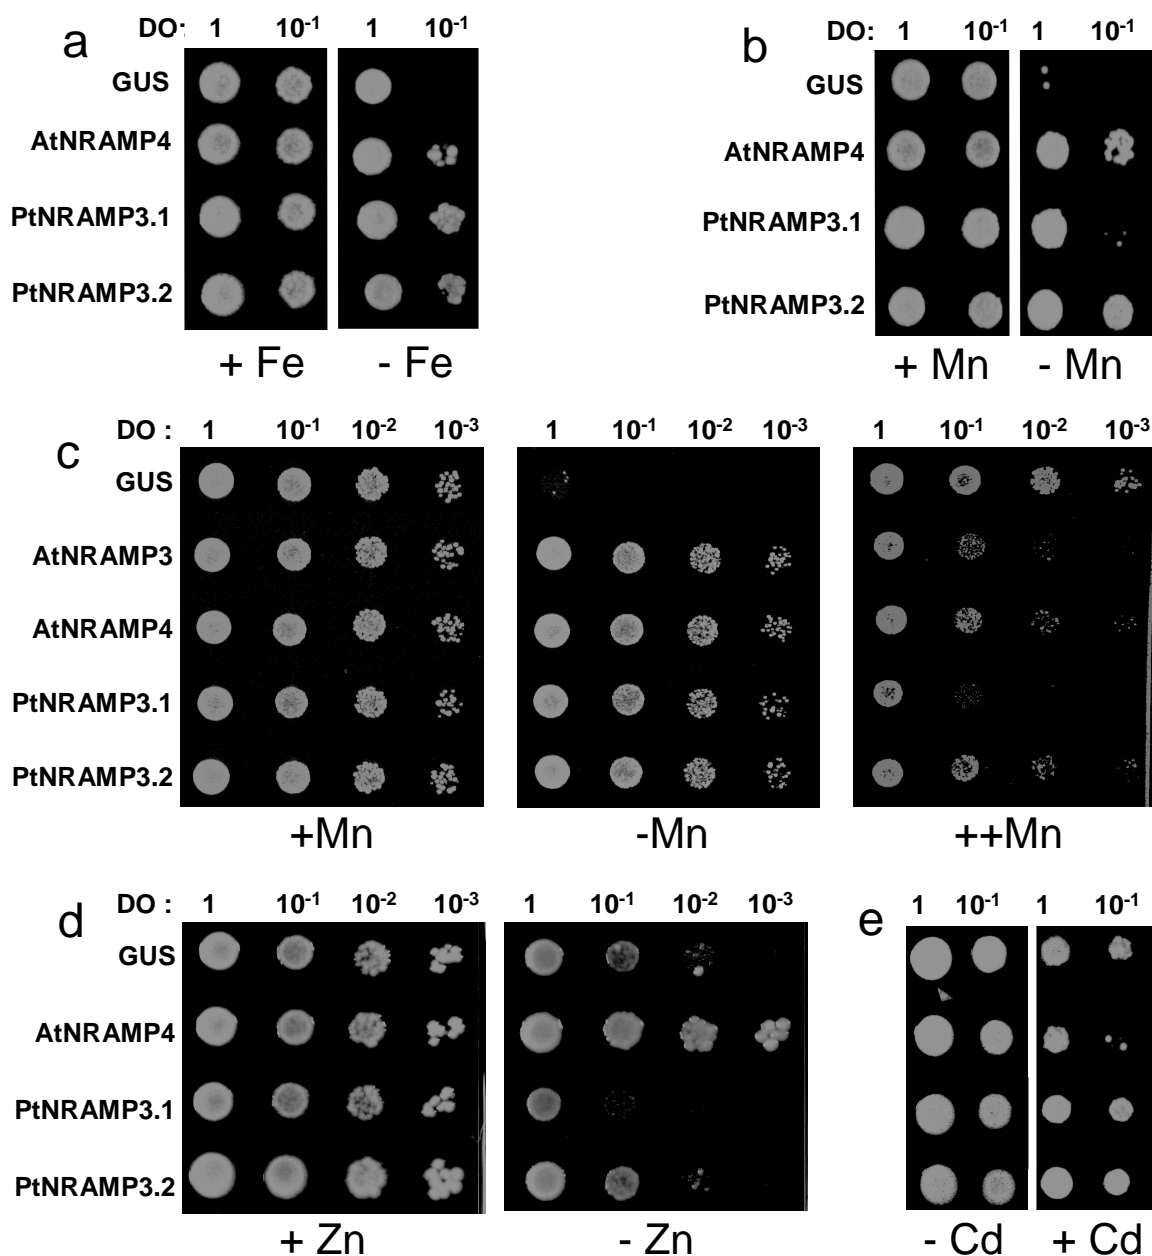 a
DO: 1 10⁻¹ 1 10⁻¹
GUS
AtNRAMP4
PtNRAMP3.1
PtNRAMP3.2
+ Fe - Fe
b
DO: 1 10⁻¹ 1 10⁻¹
GUS
AtNRAMP4
PtNRAMP3.1
PtNRAMP3.2
+ Mn - Mn
c
DO : 1 10⁻¹ 10⁻² 10⁻³ 1 10⁻¹ 10⁻² 10⁻³ 1 10⁻¹ 10⁻² 10⁻³
GUS
AtNRAMP3
AtNRAMP4
PtNRAMP3.1
PtNRAMP3.2
+Mn -Mn ++Mn
d
DO : 1 10⁻¹ 10⁻² 10⁻³ 1 10⁻¹ 10⁻² 10⁻³
GUS
AtNRAMP4
PtNRAMP3.1
PtNRAMP3.2
+ Zn - Zn
e
1 10⁻¹ 1 10⁻¹
- Cd + Cd